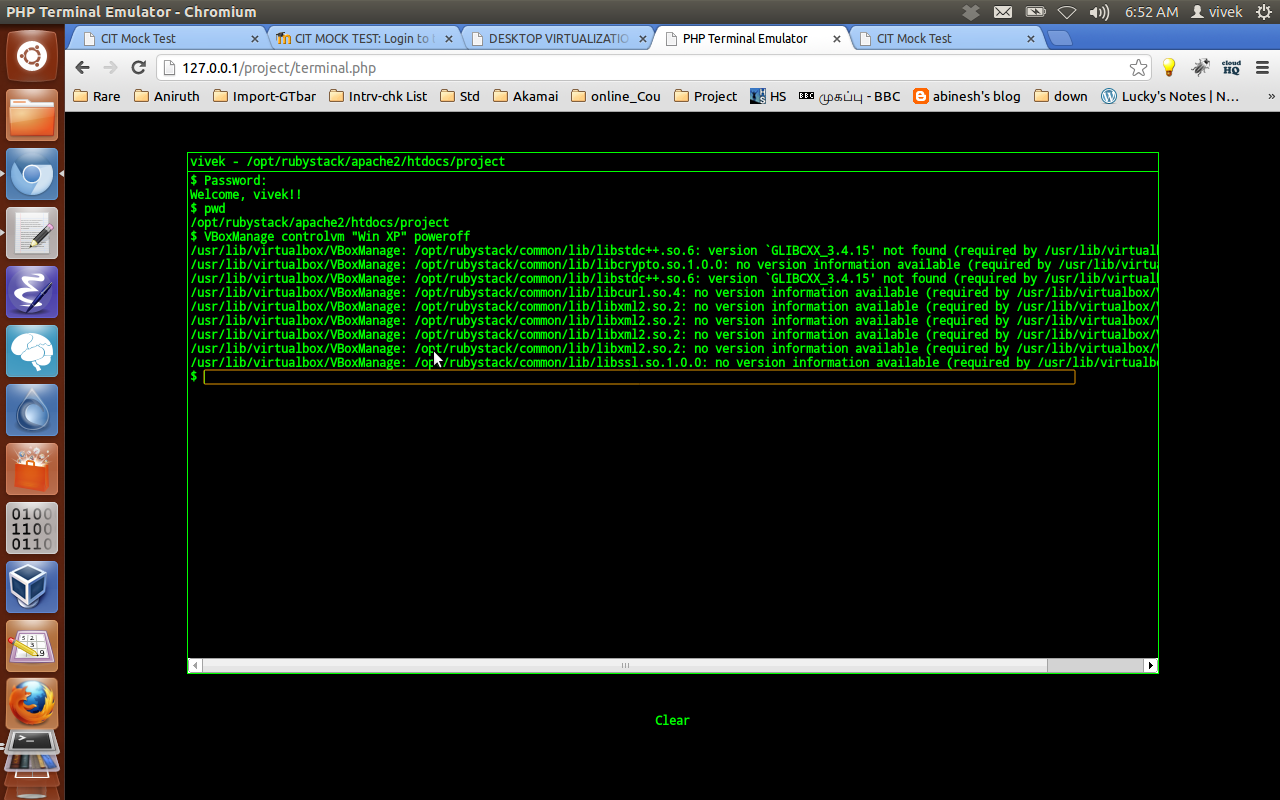 PHP Terminal Emulator - Chromium
6:52 AM vivek
CIT Mock Test
CIT MOCK TEST: Login to t
DESKTOP VIRTUALIZATIO
PHP Terminal Emulator
CIT Mock Test
127.0.0.1/project/terminal.php
cloud HQ
Rare Aniruth Import-GTbar Intrv-chk List Std Akamai online_Cou Project HS BBC முகப்பு - BBC abinesh's blog down Lucky's Notes | N... »
vivek - /opt/rubystack/apache2/htdocs/project
$ Password:
Welcome, vivek!!
$ pwd
/opt/rubystack/apache2/htdocs/project
$ VBoxManage controlvm "Win XP" poweroff
/usr/lib/virtualbox/VBoxManage: /opt/rubystack/common/lib/libstdc++.so.6: version `GLIBCXX_3.4.15' not found (required by /usr/lib/virtual
/usr/lib/virtualbox/VBoxManage: /opt/rubystack/common/lib/libcrypto.so.1.0.0: no version information available (required by /usr/lib/virtua
/usr/lib/virtualbox/VBoxManage: /opt/rubystack/common/lib/libstdc++.so.6: version `GLIBCXX_3.4.15' not found (required by /usr/lib/virtual
/usr/lib/virtualbox/VBoxManage: /opt/rubystack/common/lib/libcurl.so.4: no version information available (required by /usr/lib/virtualbox/
/usr/lib/virtualbox/VBoxManage: /opt/rubystack/common/lib/libxml2.so.2: no version information available (required by /usr/lib/virtualbox/
/usr/lib/virtualbox/VBoxManage: /opt/rubystack/common/lib/libxml2.so.2: no version information available (required by /usr/lib/virtualbox/
/usr/lib/virtualbox/VBoxManage: /opt/rubystack/common/lib/libxml2.so.2: no version information available (required by /usr/lib/virtualbox/
/usr/lib/virtualbox/VBoxManage: /opt/rubystack/common/lib/libxml2.so.2: no version information available (required by /usr/lib/virtualbox/
/usr/lib/virtualbox/VBoxManage: /opt/rubystack/common/lib/libssl.so.1.0.0: no version information available (required by /usr/lib/virtualb
$
0100
1100
0110
Clear